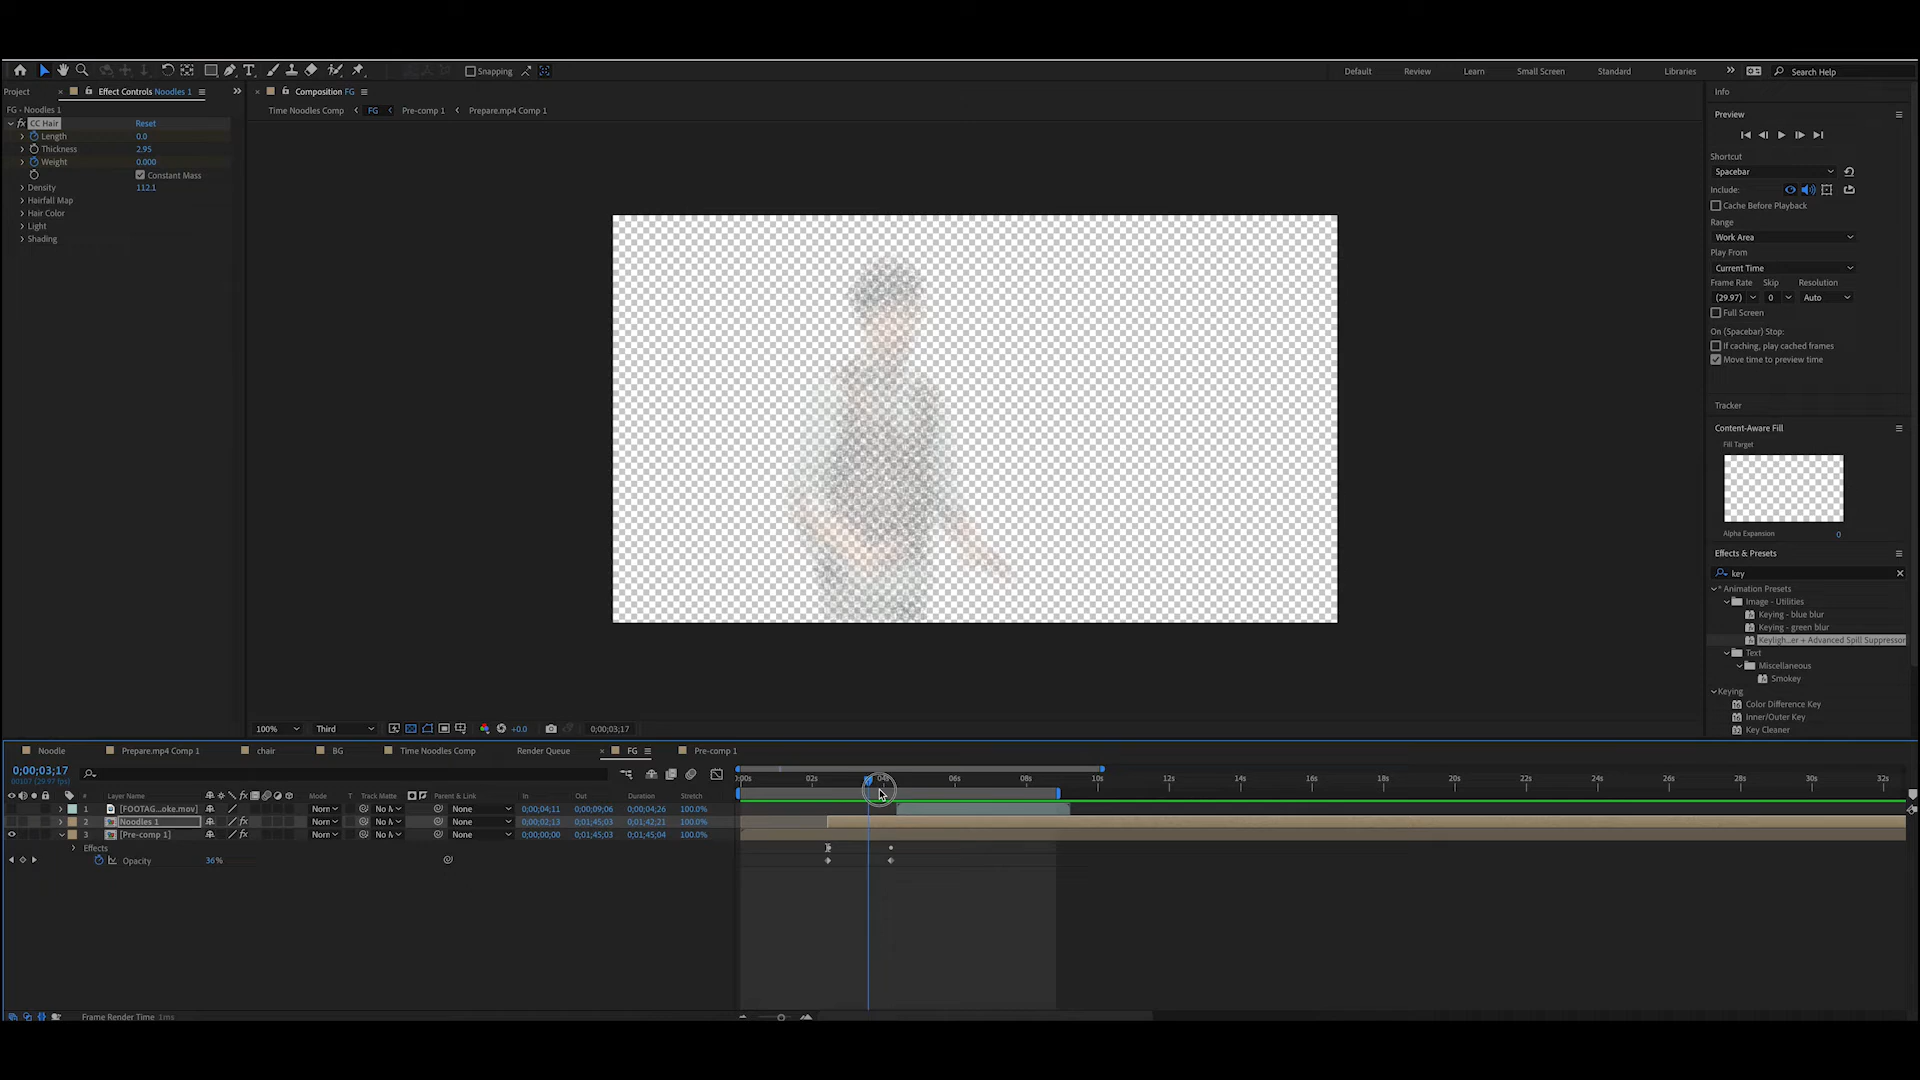 Snapping
Default Review Learn Small Screen Standard Libraries Search Help
Project Effect Controls Noodles 1
Composition FG
Info
FG - Noodles 1
Time Noodles Comp FG Pre-comp 1 Prepare.mp4 Comp 1
Preview
fx CC Hair Reset
Length 0.0
Thickness 2.95
Weight 0.000
Constant Mass
Density 112.1
Hairfall Map
Hair Color
Light
Shading
Shortcut
Spacebar
Include:
Cache Before Playback
Range
Work Area
Play From
Current Time
Frame Rate Skip Resolution
(29.97) 0 Auto
Full Screen
On (Spacebar) Stop:
If caching, play cached frames
Move time to preview time
Tracker
Content-Aware Fill
Fill Target
Alpha Expansion 0
Effects & Presets
key
* Animation Presets
Image - Utilities
Keying - blue blur
Keying - green blur
Keyligh...er + Advanced Spill Suppressor
Text
Miscellaneous
Smokey
Keying
Color Difference Key
Inner/Outer Key
Key Cleaner
100% Third +0.0 0;00;03;17
Noodle Prepare.mp4 Comp 1 chair BG Time Noodles Comp Render Queue FG Pre-comp 1
0;00;03;17
00107 (29.97 fps)
:00s 02s 04s 06s 08s 10s 12s 14s 16s 18s 20s 22s 24s 26s 28s 30s 32s
# Layer Name Mode T Track Matte Parent & Link In Out Duration Stretch
1 [FOOTAG...oke.mov] Norm No M None 0;00;04;11 0;00;09;06 0;00;04;26 100.0%
2 Noodles 1 Norm No M None 0;00;02;13 0;01;45;03 0;01;42;21 100.0%
3 [Pre-comp 1] Norm No M None 0;00;00;00 0;01;45;03 0;01;45;04 100.0%
Effects
Opacity 36%
Frame Render Time 1ms